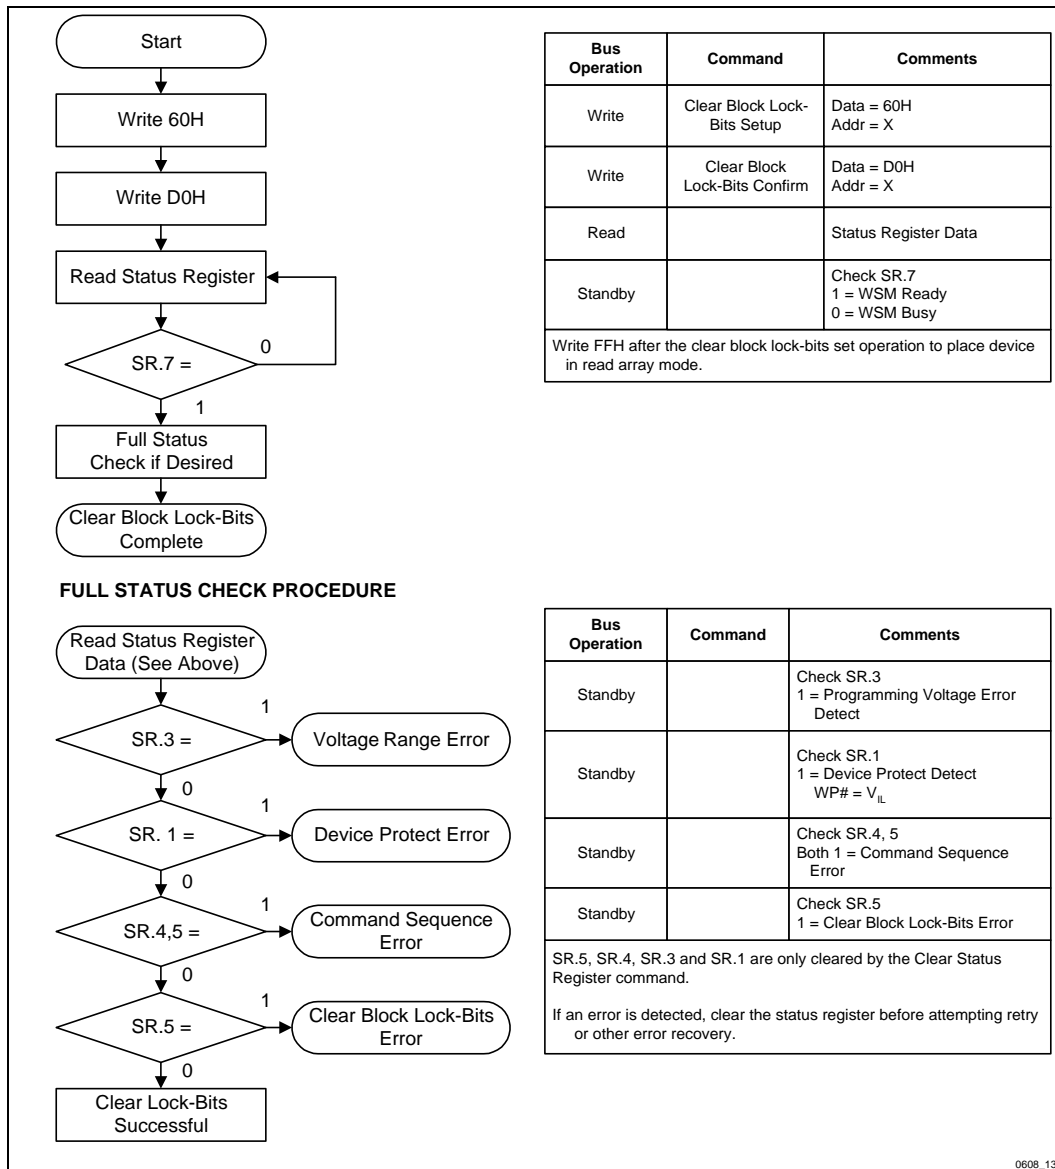 Start
Write 60H
Write D0H
Read Status Register
SR.7 =
0
1
Full Status
Check if Desired
Clear Block Lock-Bits
Complete
Bus
Operation
Command
Comments
Write
Clear Block Lock-
Bits Setup
Data = 60H
Addr = X
Write
Clear Block
Lock-Bits Confirm
Data = D0H
Addr = X
Read
Status Register Data
Standby
Check SR.7
1 = WSM Ready
0 = WSM Busy
Write FFH after the clear block lock-bits set operation to place device
in read array mode.
FULL STATUS CHECK PROCEDURE
Read Status Register
Data (See Above)
SR.3 =
1
Voltage Range Error
0
SR. 1 =
1
Device Protect Error
0
SR.4,5 =
1
Command Sequence
Error
0
SR.5 =
1
Clear Block Lock-Bits
Error
0
Clear Lock-Bits
Successful
Bus
Operation
Command
Comments
Standby
Check SR.3
1 = Programming Voltage Error
Detect
Standby
Check SR.1
1 = Device Protect Detect
WP# = VIL
Standby
Check SR.4, 5
Both 1 = Command Sequence
Error
Standby
Check SR.5
1 = Clear Block Lock-Bits Error
SR.5, SR.4, SR.3 and SR.1 are only cleared by the Clear Status
Register command.
If an error is detected, clear the status register before attempting retry
or other error recovery.
0608_13